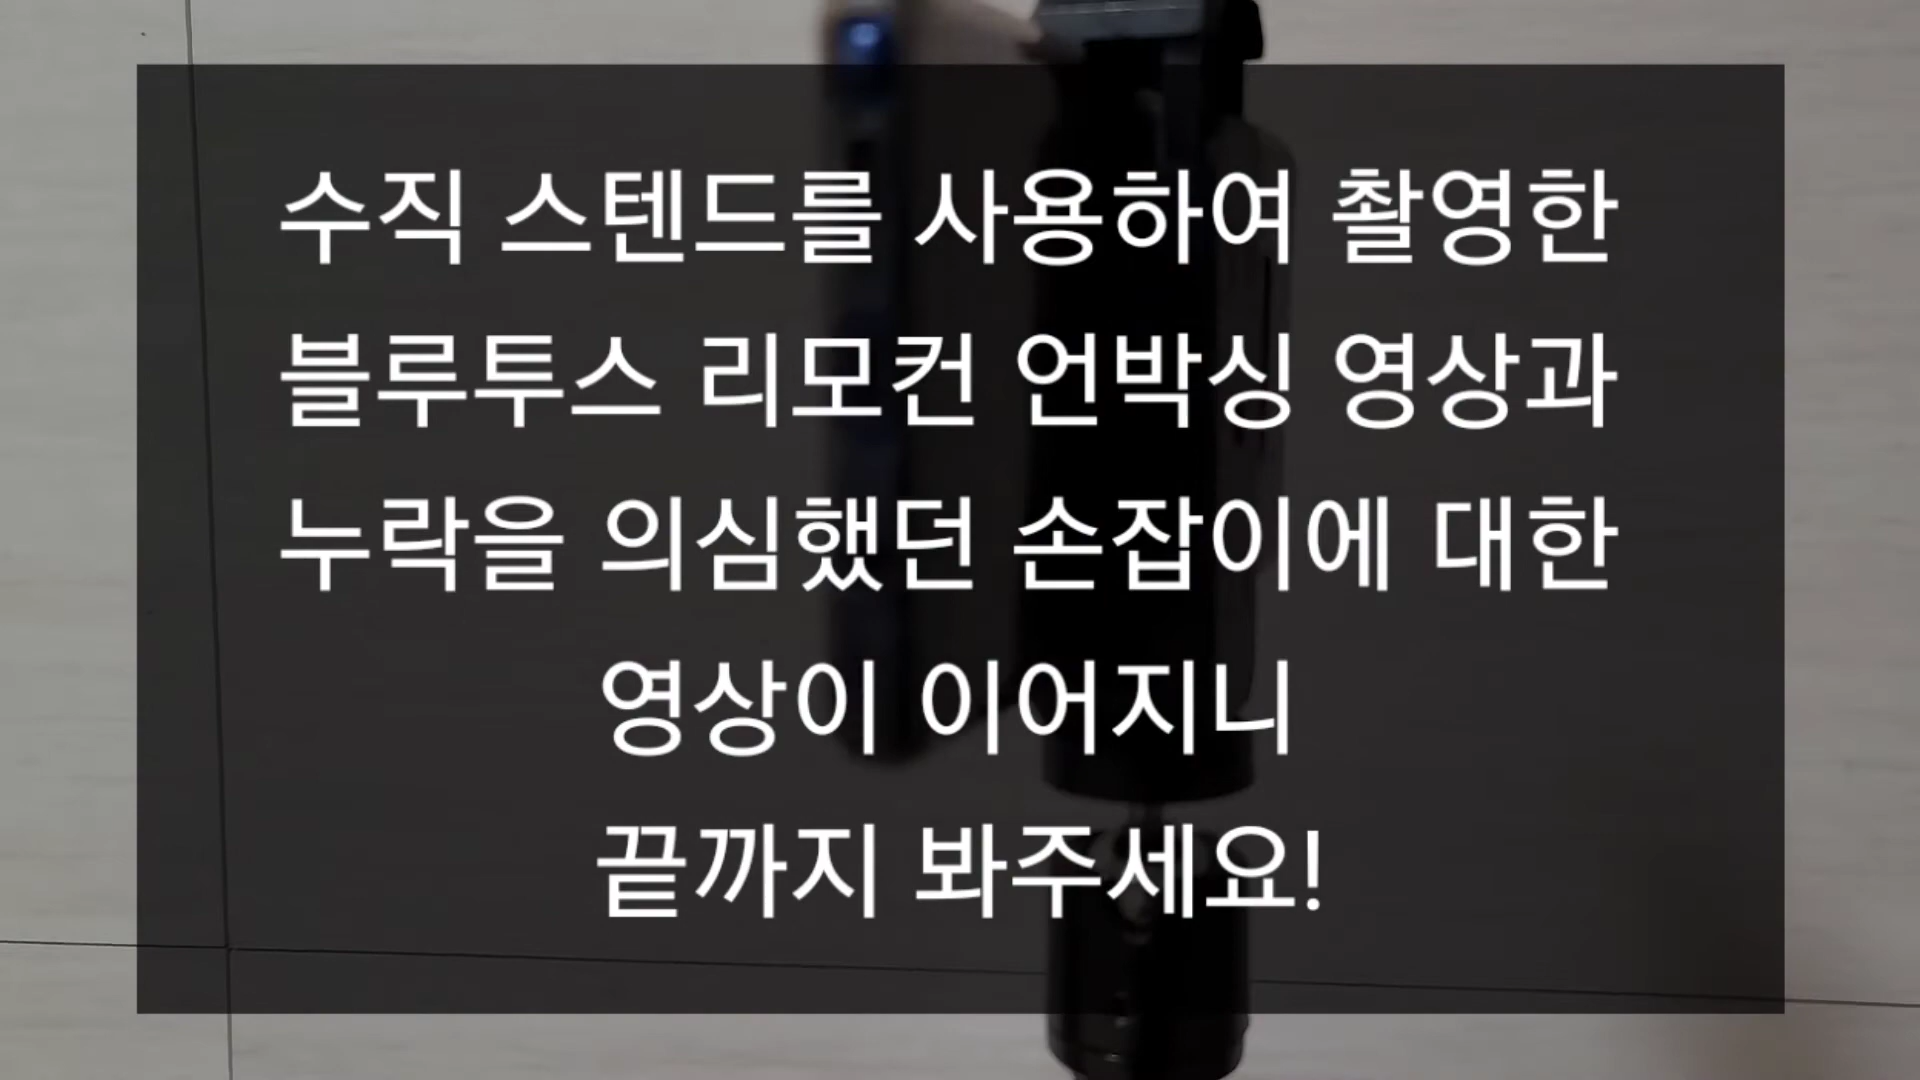 수직 스텐드를 사용하여 촬영한
블루투스 리모컨 언박싱 영상과
누락을 의심했던 손잡이에 대한
영상이 이어지니
끝까지 봐주세요!